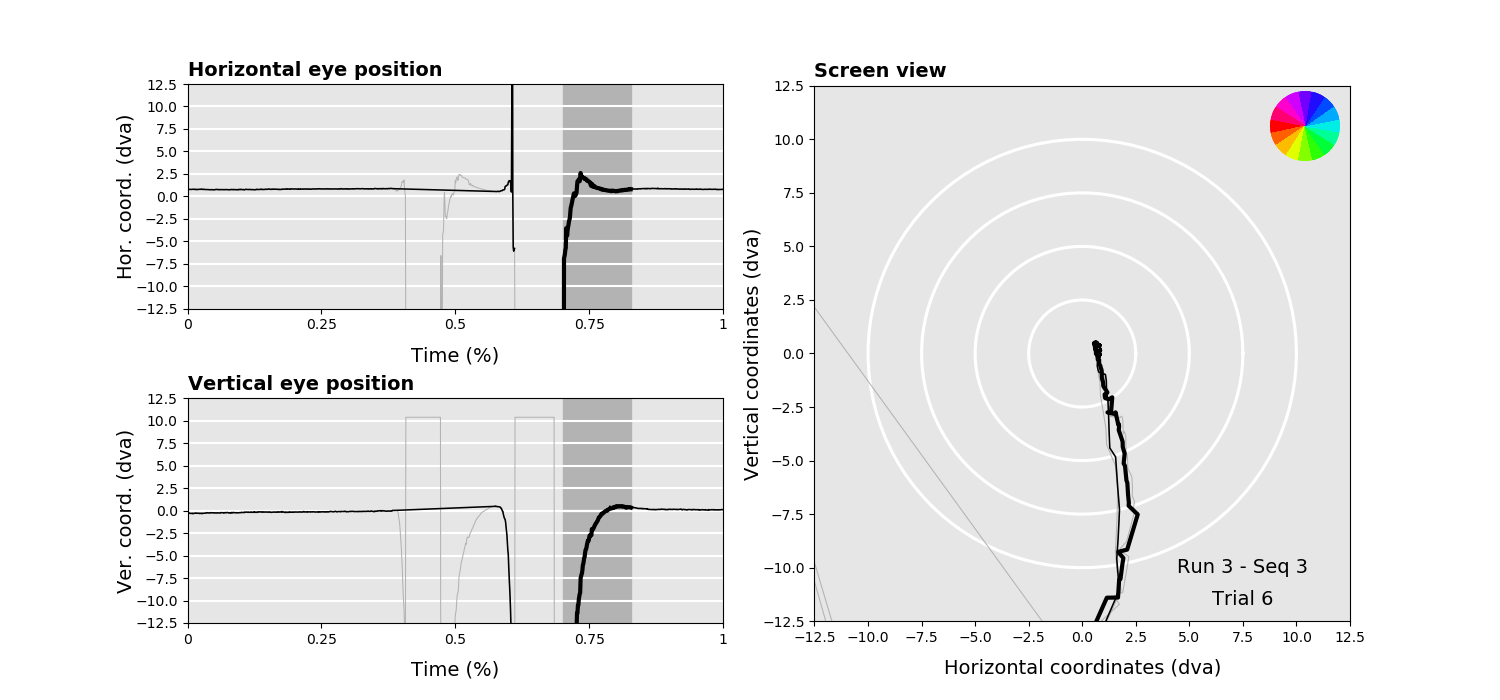 Horizontal eye position
12.5
10.0
7.5
5.0
2.5
0.0
−2.5
−5.0
−7.5
−10.0
−12.5
Hor. coord. (dva)
0 0.25 0.5 0.75 1
Time (%)
Vertical eye position
12.5
10.0
7.5
5.0
2.5
0.0
−2.5
−5.0
−7.5
−10.0
−12.5
Ver. coord. (dva)
0 0.25 0.5 0.75 1
Time (%)
Screen view
12.5
10.0
7.5
5.0
2.5
0.0
−2.5
−5.0
−7.5
−10.0
−12.5
Vertical coordinates (dva)
Run 3 - Seq 3
Trial 6
−12.5 −10.0 −7.5 −5.0 −2.5 0.0 2.5 5.0 7.5 10.0 12.5
Horizontal coordinates (dva)